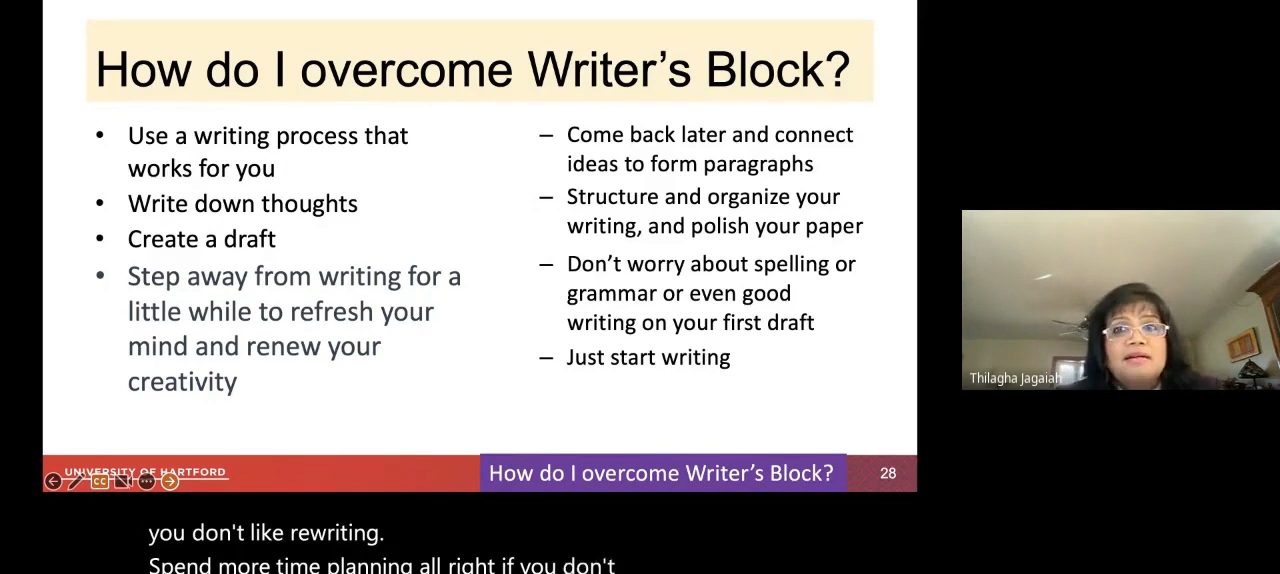 How do I overcome Writer’s Block?
• Use a writing process that
works for you
• Write down thoughts
• Create a draft
• Step away from writing for a
little while to refresh your
mind and renew your
creativity
– Come back later and connect
ideas to form paragraphs
– Structure and organize your
writing, and polish your paper
– Don’t worry about spelling or
grammar or even good
writing on your first draft
– Just start writing
Thilagha Jagaiah
UNIVERSITY OF HARTFORD
CC
How do I overcome Writer’s Block?
28
you don't like rewriting.
Spend more time planning all right if you don't